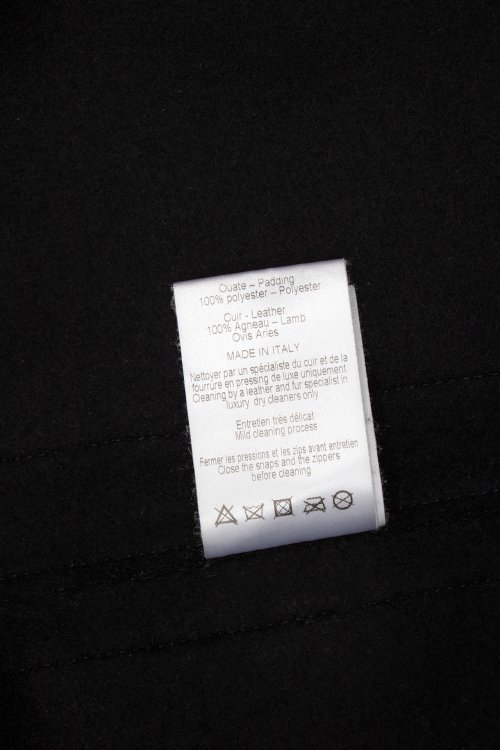 Ouate – Padding
100% polyester – Polyester
Cuir - Leather
100% Agneau – Lamb
Ovis Aries
MADE IN ITALY
Nettoyer par un spécialiste du cuir et de la
fourrure en pressing de luxe uniquement
Cleaning by a leather and fur specialist in
luxury dry cleaners only
Entretien très délicat
Mild cleaning process
Fermer les pressions et les zips avant entretien
Close the snaps and the zippers
before cleaning